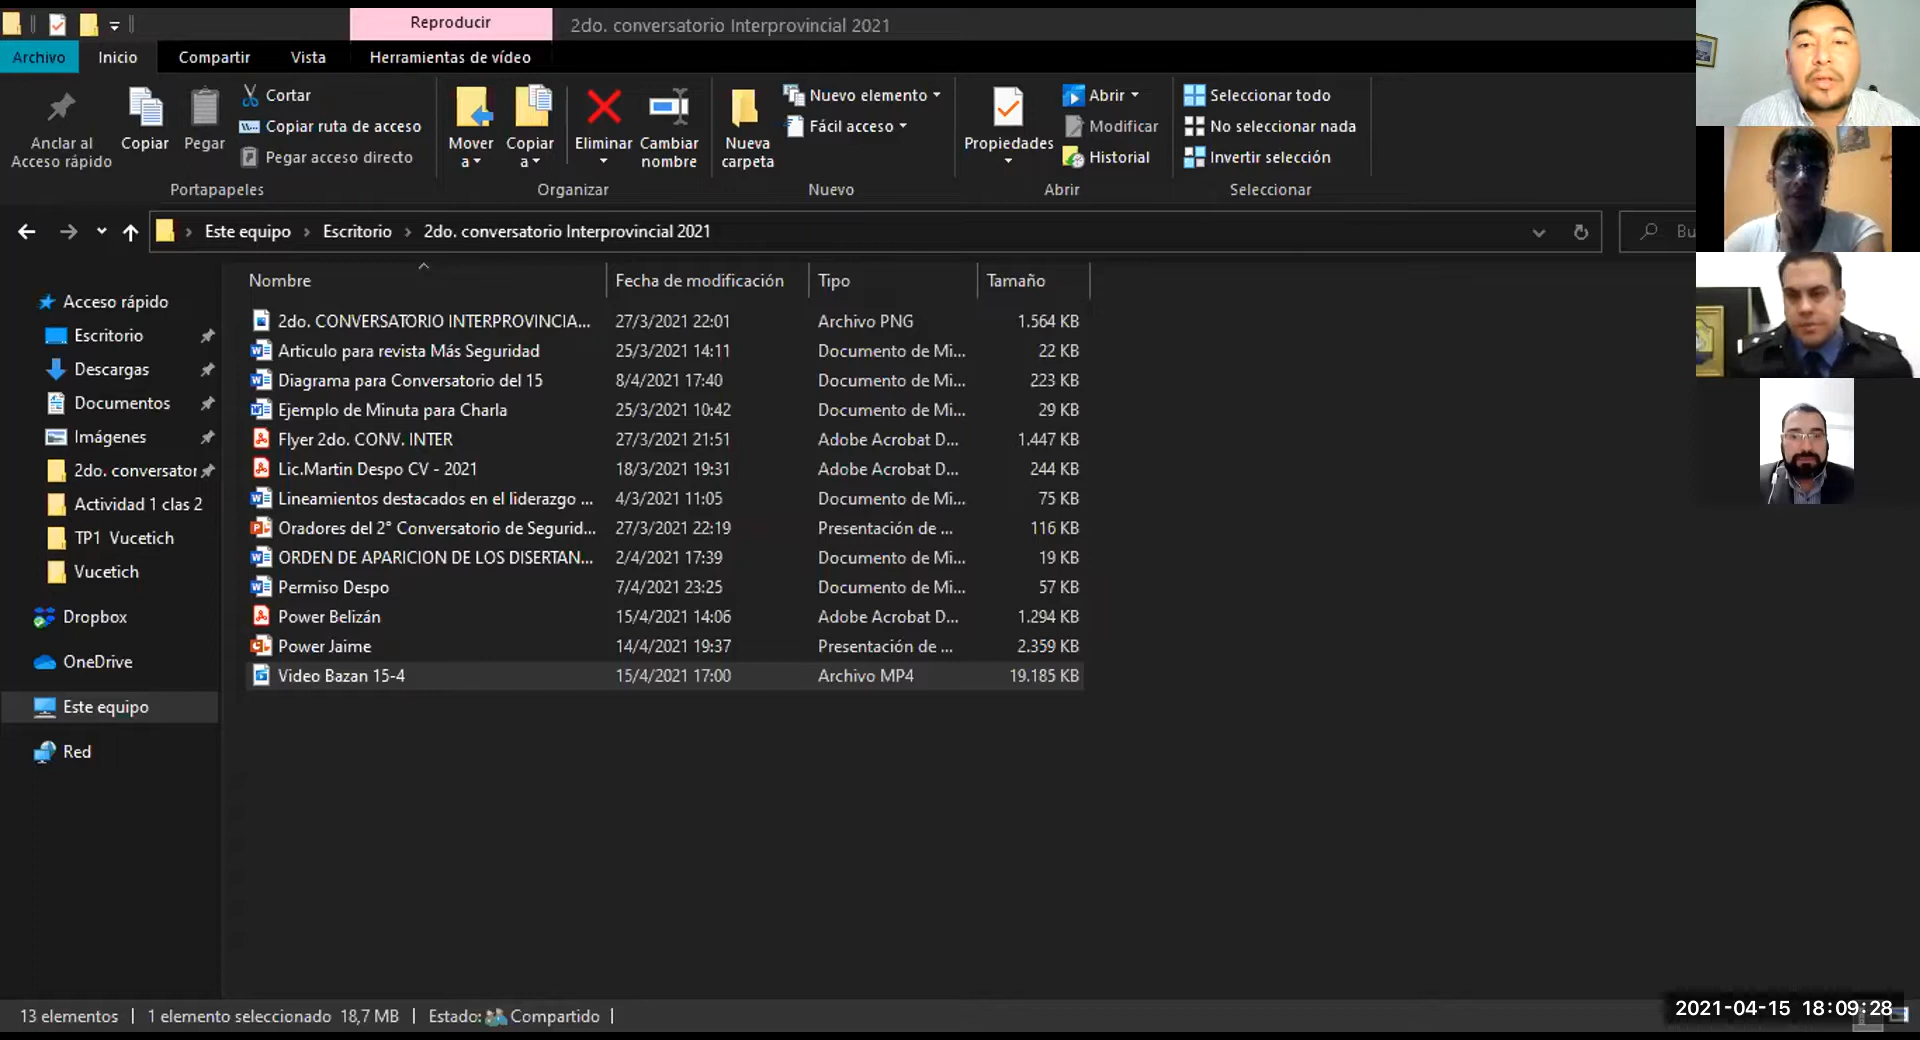 Reproducir
2do. conversatorio Interprovincial 2021
Archivo
Inicio
Compartir
Vista
Herramientas de vídeo
Anclar al
Acceso rápido
Copiar
Pegar
Cortar
Copiar ruta de acceso
Pegar acceso directo
Portapapeles
Mover
a
Copiar
a
Eliminar
Cambiar
nombre
Organizar
Nueva
carpeta
Nuevo elemento
Fácil acceso
Nuevo
Propiedades
Abrir
Modificar
Historial
Abrir
Seleccionar todo
No seleccionar nada
Invertir selección
Seleccionar
Este equipo > Escritorio > 2do. conversatorio Interprovincial 2021
Bu
Acceso rápido
Escritorio
Descargas
Documentos
Imágenes
2do. conversator
Actividad 1 clas 2
TP1 Vucetich
Vucetich
Dropbox
OneDrive
Este equipo
Red
Nombre Fecha de modificación Tipo Tamaño
2do. CONVERSATORIO INTERPROVINCIA... 27/3/2021 22:01 Archivo PNG 1.564 KB
Articulo para revista Más Seguridad 25/3/2021 14:11 Documento de Mi... 22 KB
Diagrama para Conversatorio del 15 8/4/2021 17:40 Documento de Mi... 223 KB
Ejemplo de Minuta para Charla 25/3/2021 10:42 Documento de Mi... 29 KB
Flyer 2do. CONV. INTER 27/3/2021 21:51 Adobe Acrobat D... 1.447 KB
Lic.Martin Despo CV - 2021 18/3/2021 19:31 Adobe Acrobat D... 244 KB
Lineamientos destacados en el liderazgo ... 4/3/2021 11:05 Documento de Mi... 75 KB
Oradores del 2° Conversatorio de Segurid... 27/3/2021 22:19 Presentación de ... 116 KB
ORDEN DE APARICION DE LOS DISERTAN... 2/4/2021 17:39 Documento de Mi... 19 KB
Permiso Despo 7/4/2021 23:25 Documento de Mi... 57 KB
Power Belizán 15/4/2021 14:06 Adobe Acrobat D... 1.294 KB
Power Jaime 14/4/2021 19:37 Presentación de ... 2.359 KB
Video Bazan 15-4 15/4/2021 17:00 Archivo MP4 19.185 KB
13 elementos | 1 elemento seleccionado 18,7 MB | Estado: Compartido |
2021-04-15 18:09:28